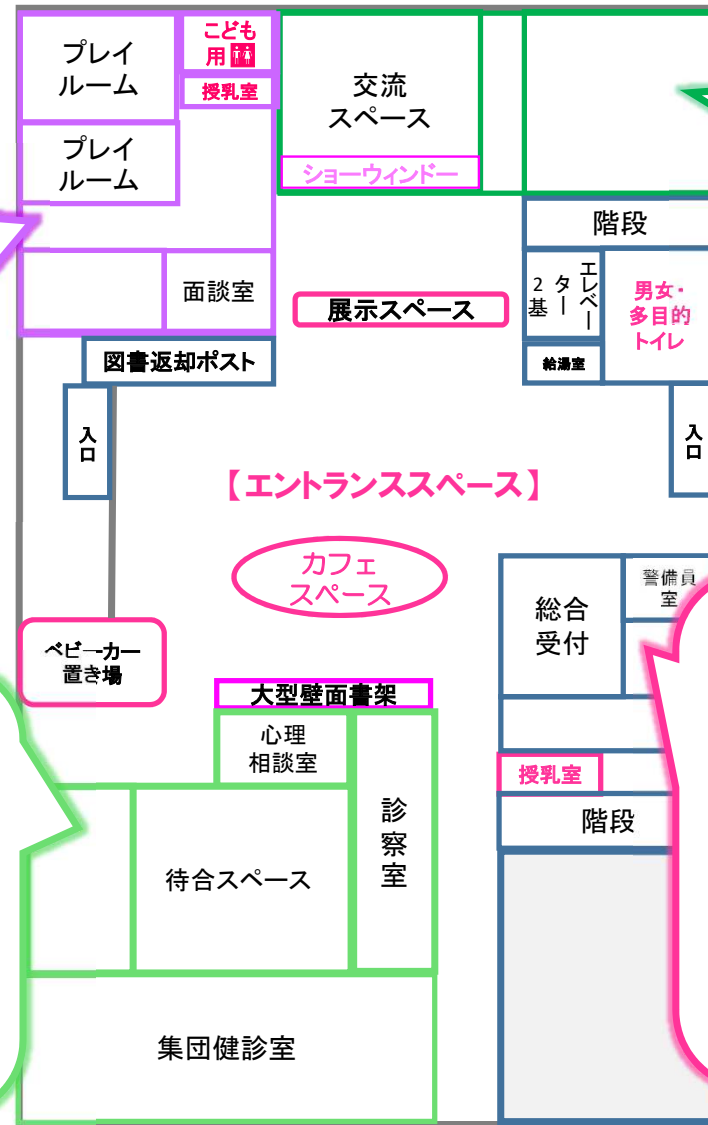 プレイ
ルーム
こども
用
授乳室
プレイ
ルーム
交流
スペース
ショーウィンドー
階段
面談室
展示スペース
エレベー
ター
2基
男女・
多目的
トイレ
給湯室
図書返却ポスト
入口
入口
【エントランススペース】
カフェ
スペース
総合
受付
警備員
室
ベビーカー
置き場
大型壁面書架
心理
相談室
授乳室
階段
診察室
待合スペース
集団健診室